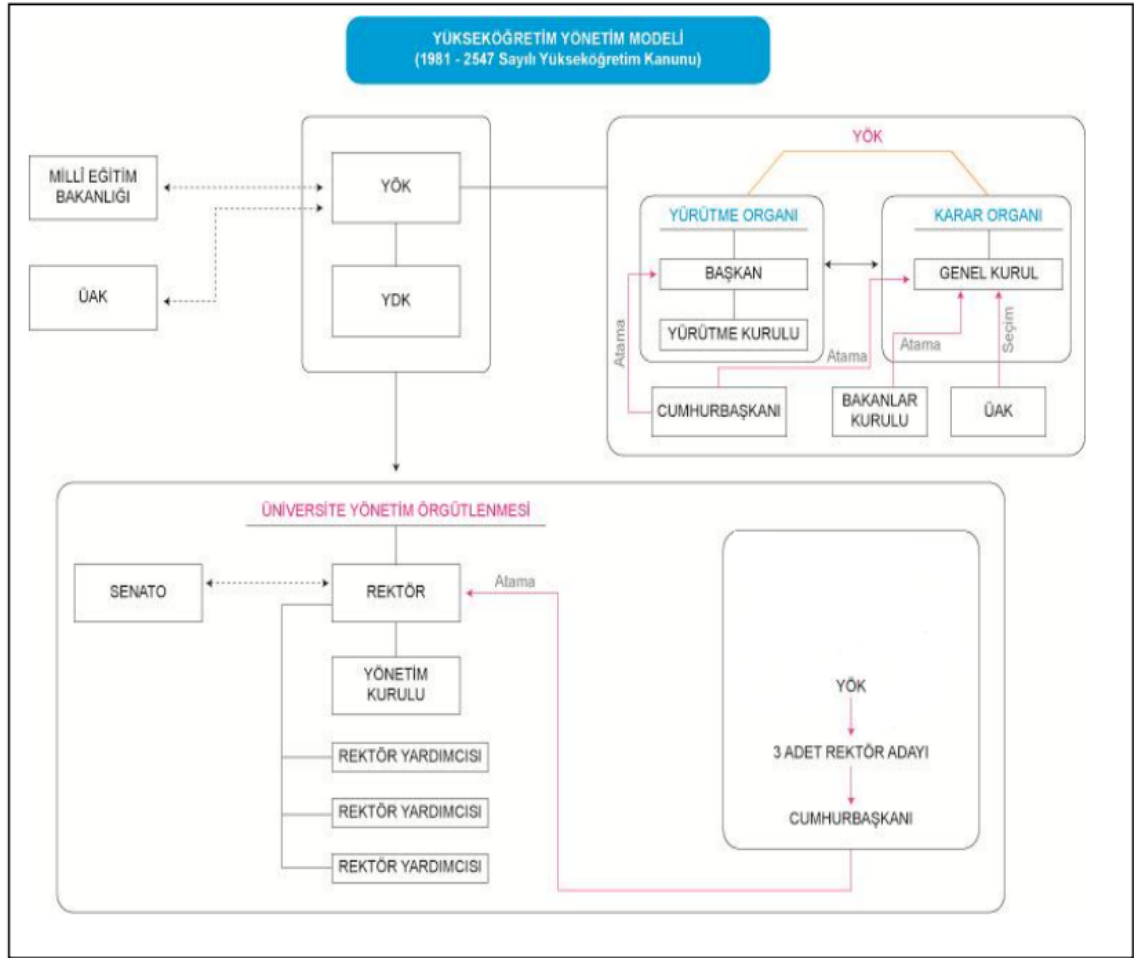 YÜKSEKÖĞRETİM YÖNETİM MODELİ
(1981 - 2547 Sayılı Yükseköğretim Kanunu)
MİLLÎ EĞİTİM
BAKANLIĞI
ÜAK
YÖK
YDK
YÖK
YÜRÜTME ORGANI
BAŞKAN
YÜRÜTME KURULU
KARAR ORGANI
GENEL KURUL
Atama
Atama
Atama
Seçim
CUMHURBAŞKANI
BAKANLAR
KURULU
ÜAK
ÜNİVERSİTE YÖNETİM ÖRGÜTLENMESİ
SENATO
REKTÖR
Atama
YÖNETİM
KURULU
REKTÖR YARDIMCISI
REKTÖR YARDIMCISI
REKTÖR YARDIMCISI
YÖK
3 ADET REKTÖR ADAYI
CUMHURBAŞKANI